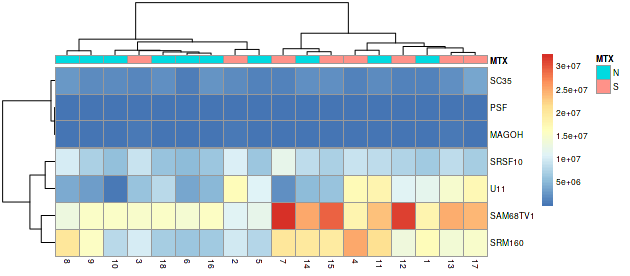 MTX
SC35
PSF
MAGOH
SRSF10
U11
SAM68TV1
SRM160
8 9 10 3 18 6 16 2 5 7 14 15 4 11 12 1 13 17
3e+07
2.5e+07
2e+07
1.5e+07
1e+07
5e+06
MTX
N
S